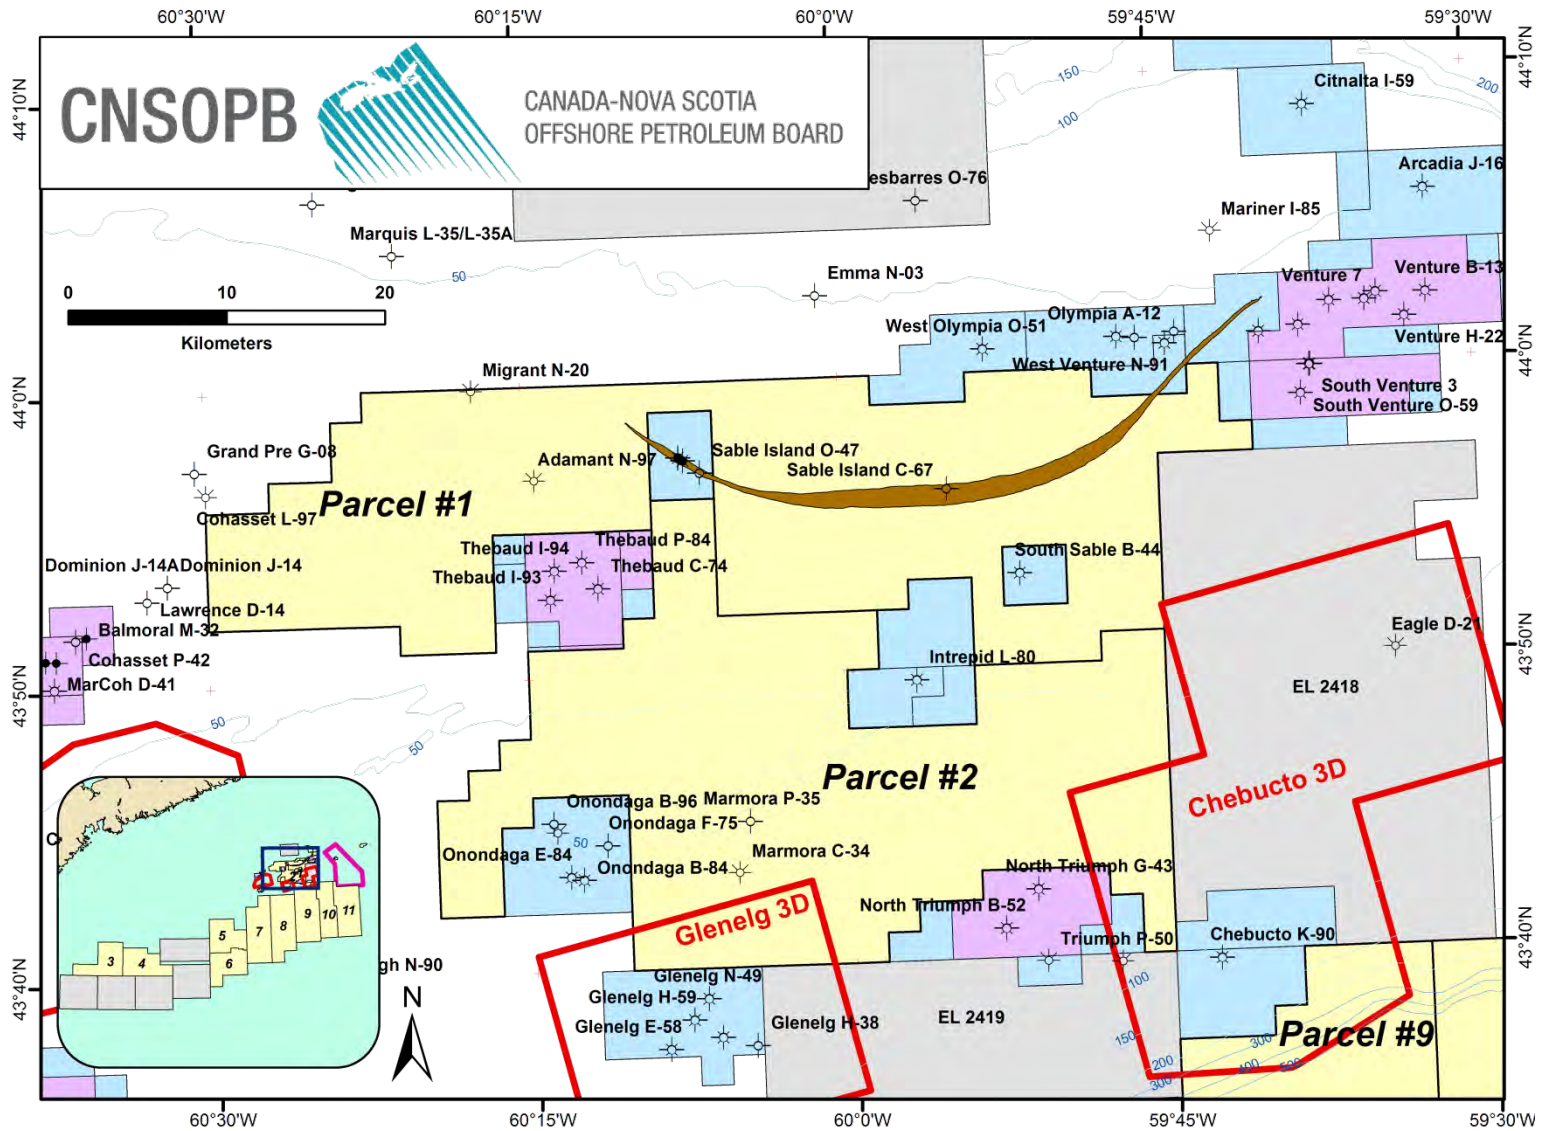 60°30'W
60°15'W
60°0'W
59°45'W
59°30'W
44°10'N
44°10'N
CNSOPB
CANADA-NOVA SCOTIA
OFFSHORE PETROLEUM BOARD
150
100
200
Citnalta I-59
Arcadia J-16
esbarres O-76
Mariner I-85
Marquis L-35/L-35A
50
Emma N-03
Venture 7
Venture B-13
0
10
20
Kilometers
West Olympia O-51
Olympia A-12
Venture H-22
West Venture N-91
44°0'N
44°0'N
Migrant N-20
South Venture 3
South Venture O-59
Grand Pre G-08
Adamant N-97
Sable Island O-47
Sable Island C-67
Parcel #1
Cohasset L-97
Thebaud I-94
Thebaud P-84
Thebaud I-93
Thebaud C-74
South Sable B-44
Dominion J-14A
Dominion J-14
Lawrence D-14
Balmoral M-32
Cohasset P-42
MarCoh D-41
Eagle D-21
Intrepid L-80
EL 2418
43°50'N
43°50'N
50
50
Parcel #2
Chebucto 3D
Onondaga B-96
Marmora P-35
Onondaga F-75
50
Onondaga E-84
Onondaga B-84
Marmora C-34
North Triumph G-43
North Triumph B-52
Glenelg 3D
Triumph P-50
Chebucto K-90
C
2
3
4
5
6
7
8
9
10
11
gh N-90
N
43°40'N
43°40'N
Glenelg N-49
Glenelg H-59
Glenelg E-58
Glenelg H-38
EL 2419
100
150
200
300
300
400
500
Parcel #9
60°30'W
60°15'W
60°0'W
59°45'W
59°30'W